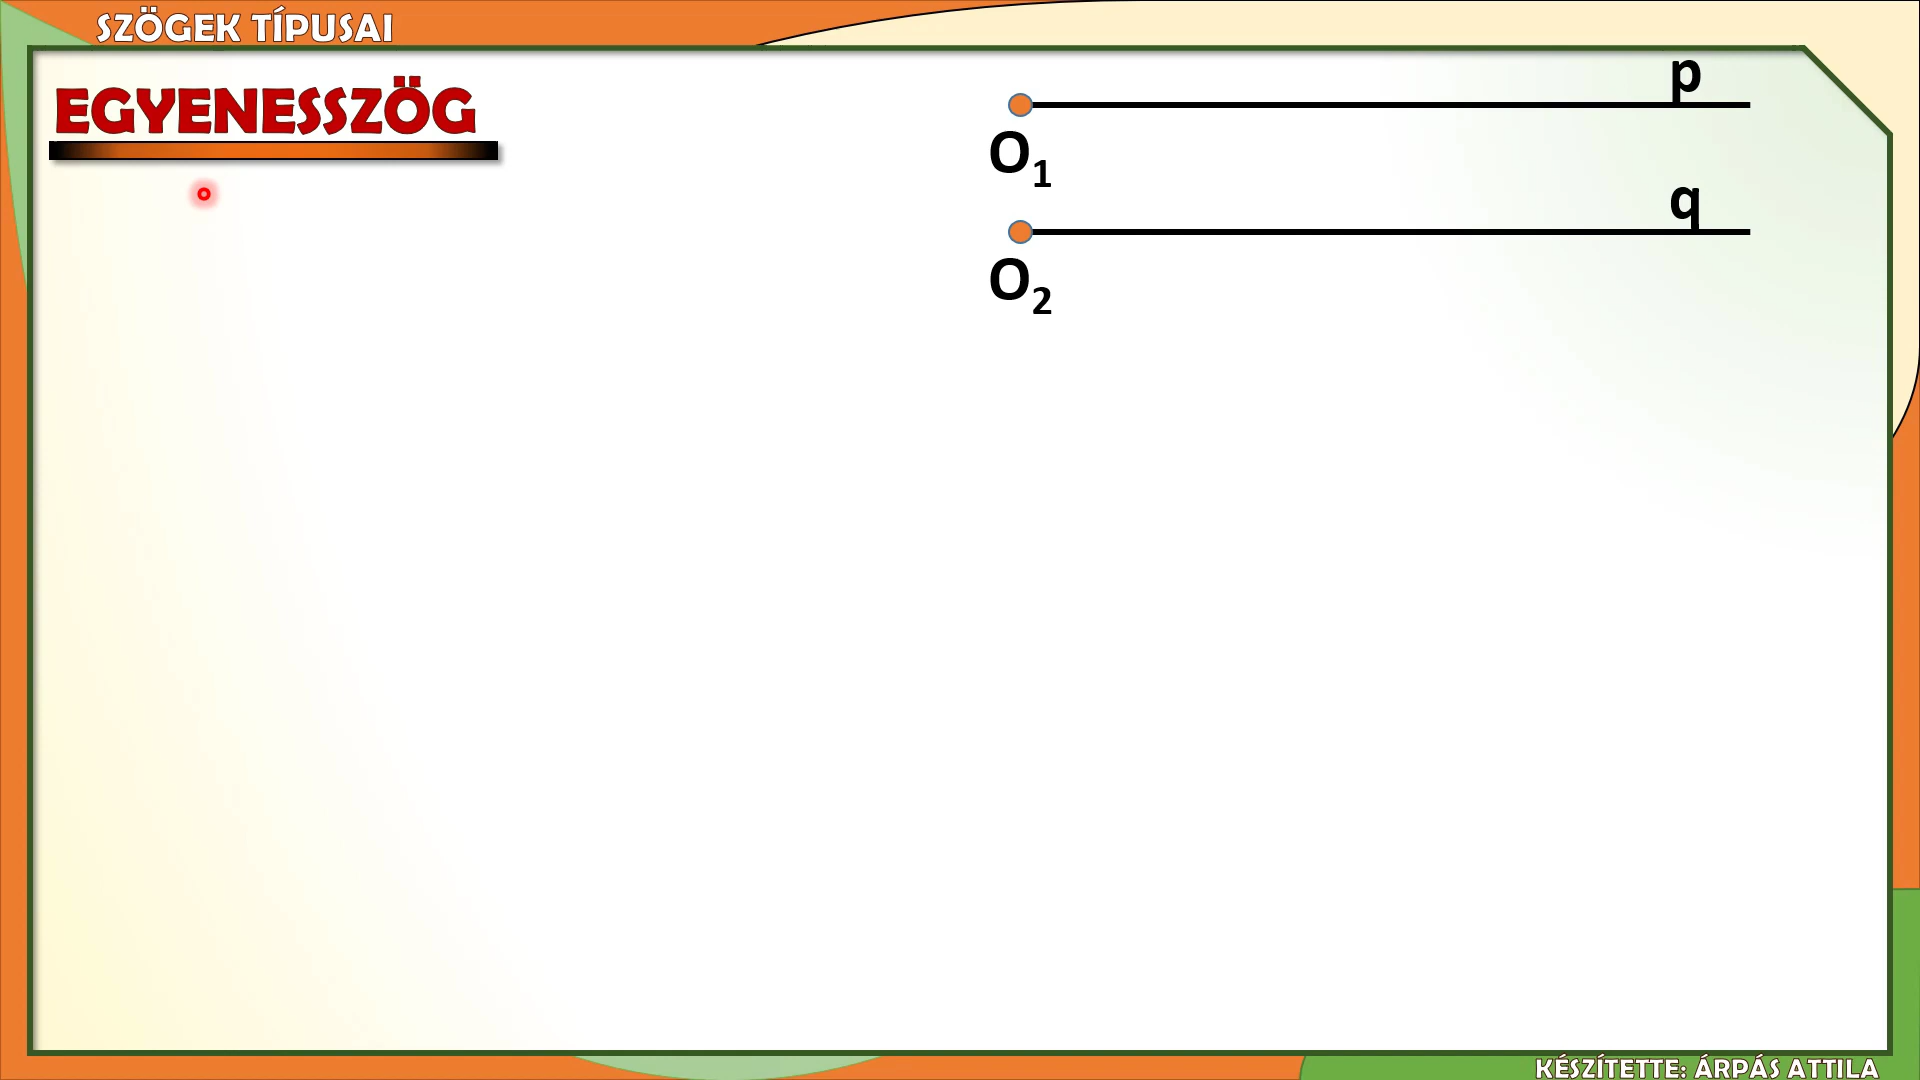 SZÖGEK TÍPUSAI
EGYENESSZÖG
p
O₁
q
O₂
KÉSZÍTETTE: ÁRPÁS ATTILA